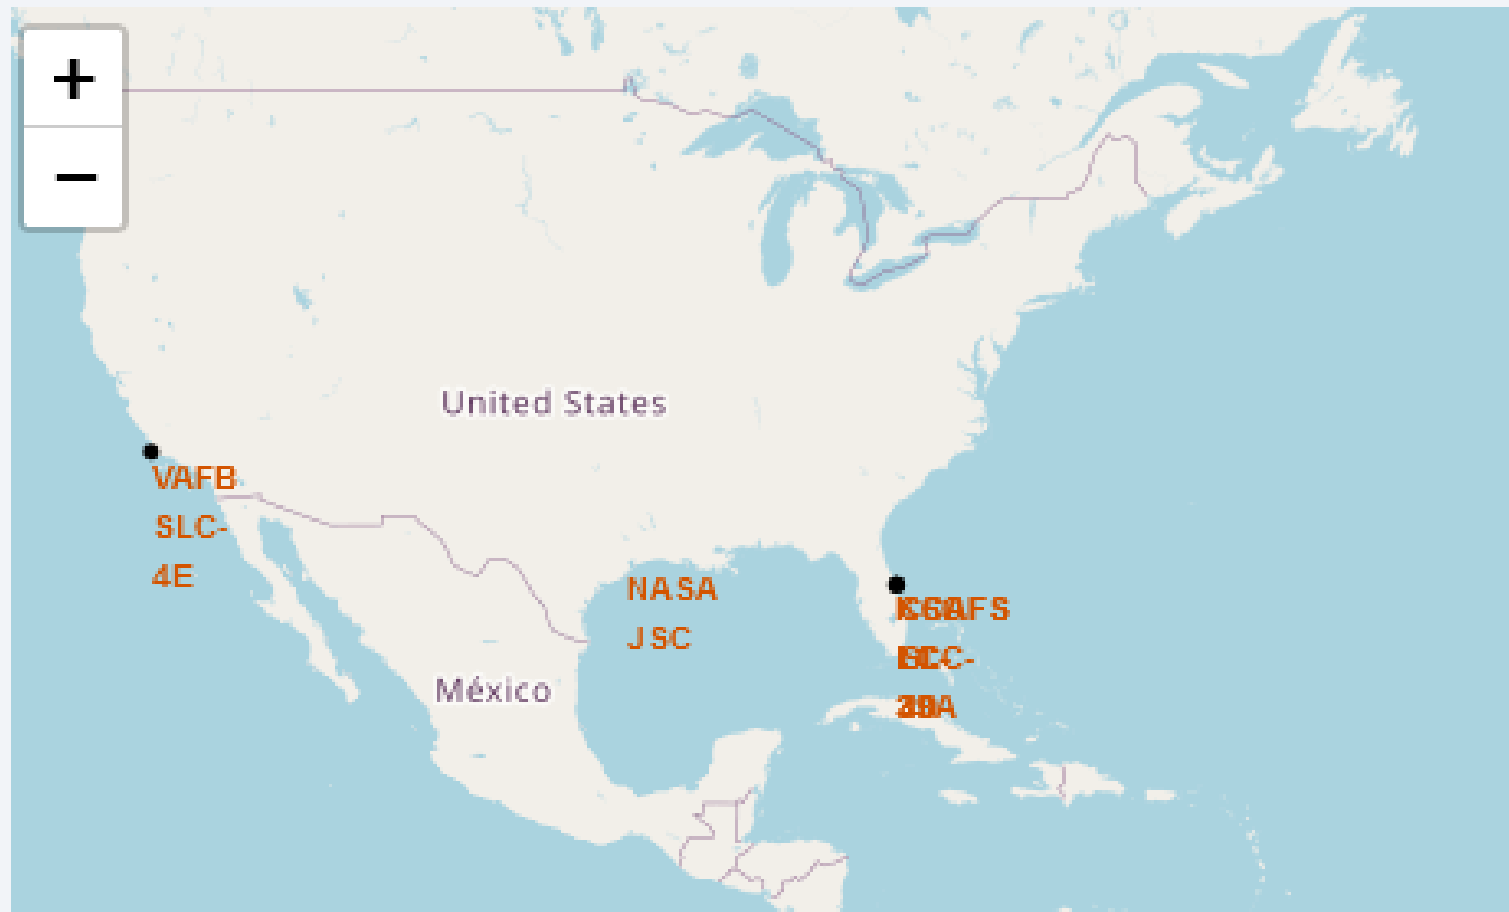 +
−
United States
VAFB
SLC-
4E
NASA
JSC
México